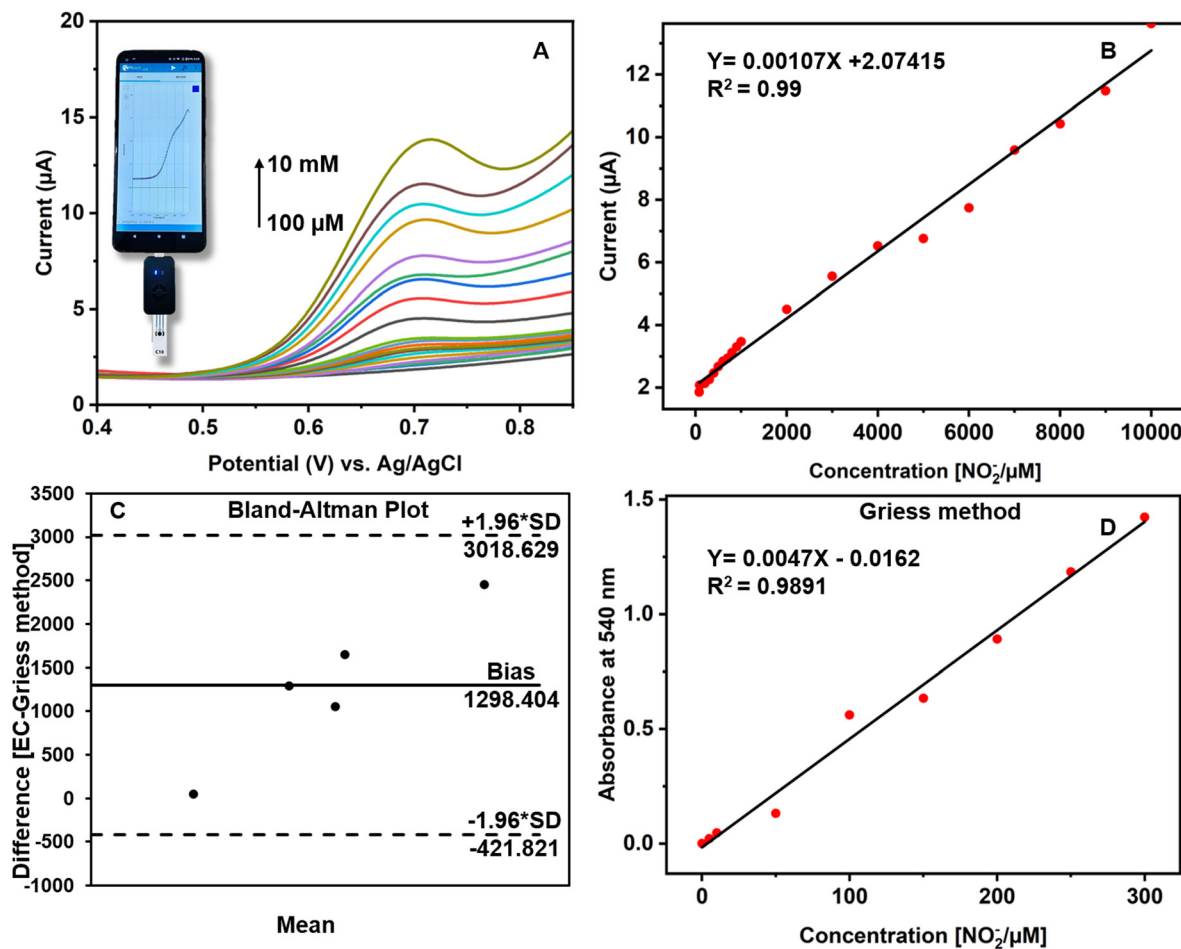 A
20
15
10
5
0
0.4
0.5
0.6
0.7
0.8
Current (µA)
Potential (V) vs. Ag/AgCl
10 mM
100 µM
C10
B
Y= 0.00107X +2.07415
R² = 0.99
12
10
8
6
4
2
0
2000
4000
6000
8000
10000
Current (µA)
Concentration [NO₂⁻/µM]
C
Bland-Altman Plot
3500
3000
2500
2000
1500
1000
500
0
-500
-1000
+1.96*SD
3018.629
Bias
1298.404
-1.96*SD
-421.821
Difference [EC-Griess method]
Mean
Griess method
D
Y= 0.0047X - 0.0162
R² = 0.9891
1.5
1.0
0.5
0.0
0
100
200
300
Absorbance at 540 nm
Concentration [NO₂⁻/µM]